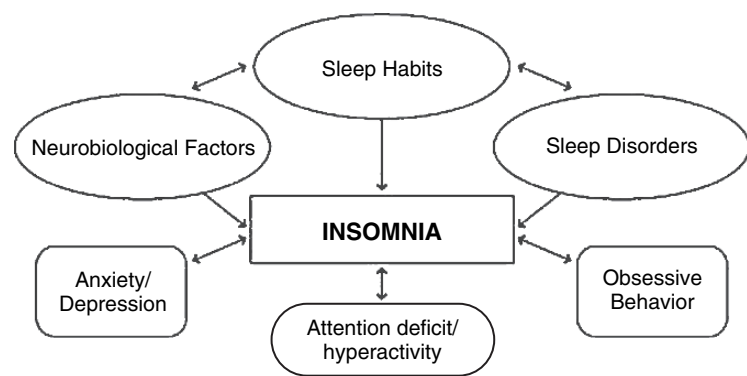 Sleep Habits
Neurobiological Factors
Sleep Disorders
INSOMNIA
Anxiety/
Depression
Obsessive
Behavior
Attention deficit/
hyperactivity